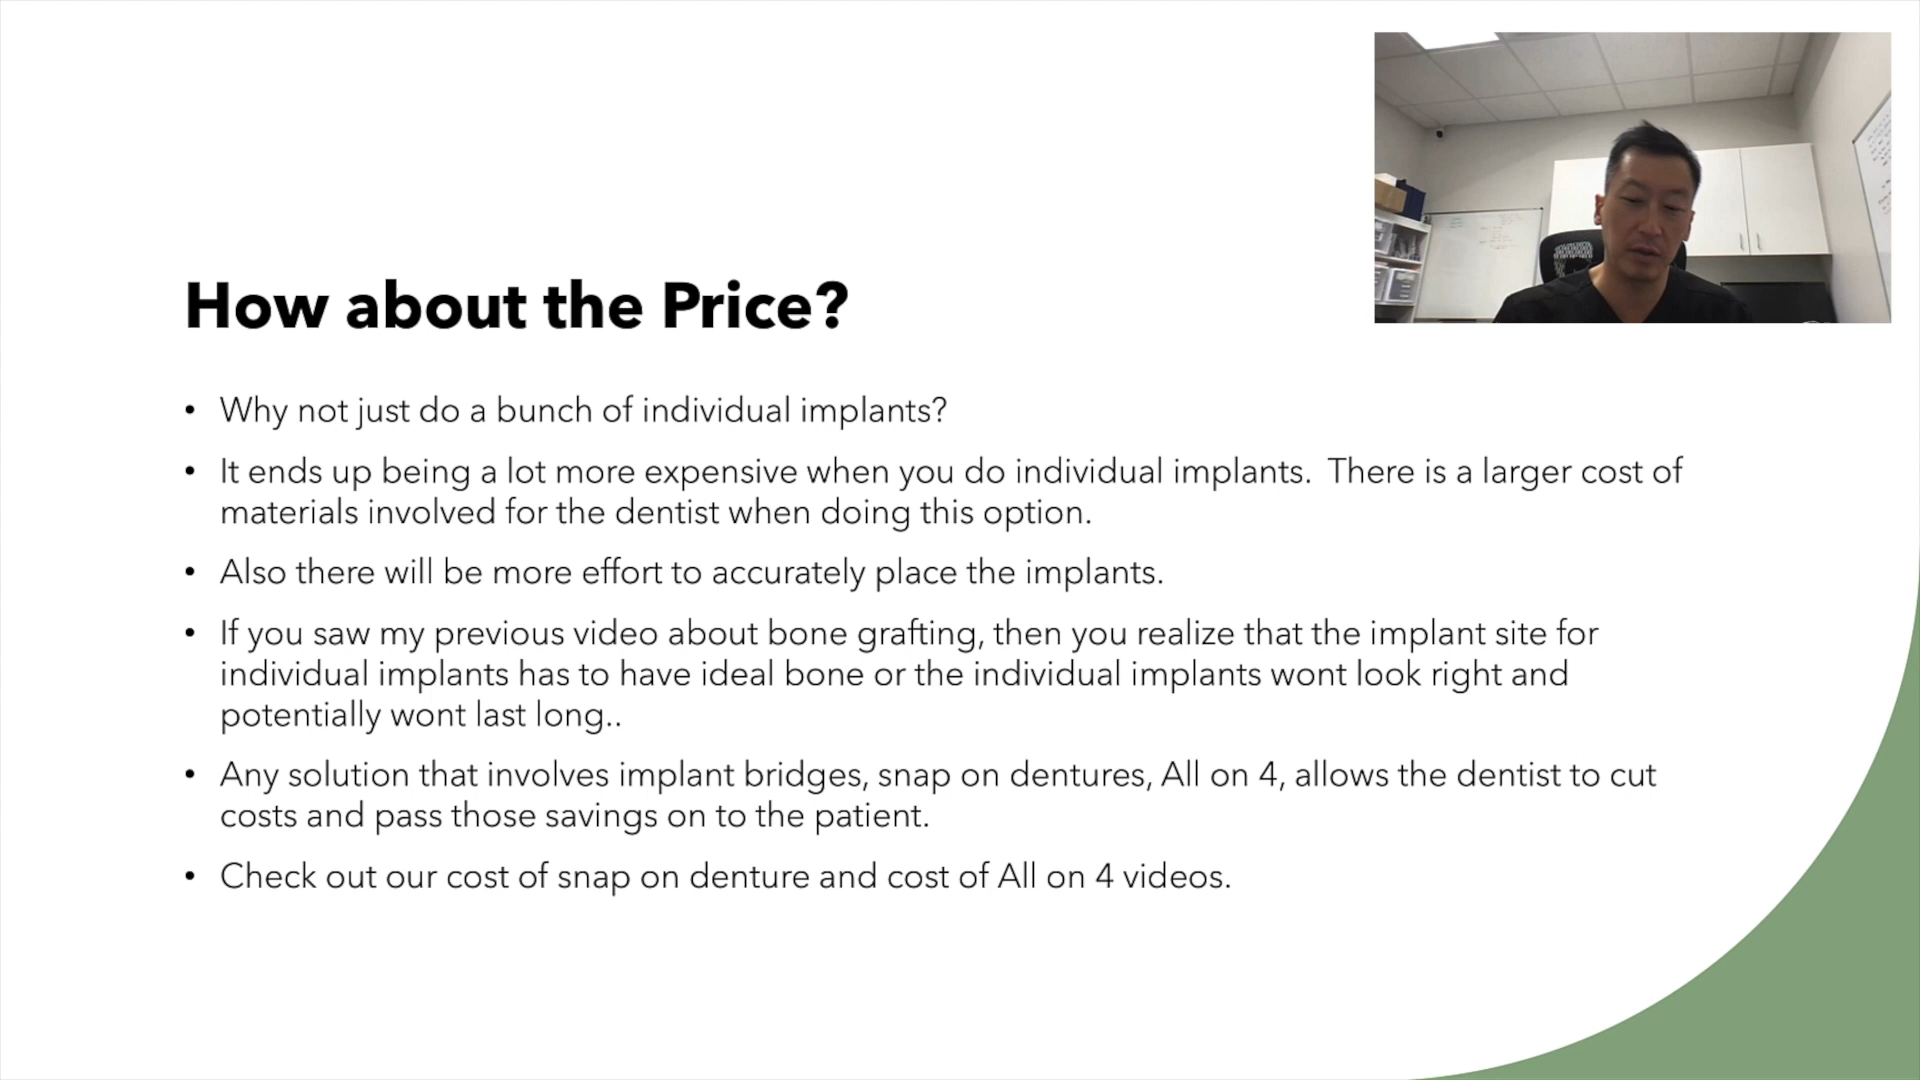 How about the Price?
• Why not just do a bunch of individual implants?
• It ends up being a lot more expensive when you do individual implants.  There is a larger cost of
materials involved for the dentist when doing this option.
• Also there will be more effort to accurately place the implants.
• If you saw my previous video about bone grafting, then you realize that the implant site for
individual implants has to have ideal bone or the individual implants wont look right and
potentially wont last long..
• Any solution that involves implant bridges, snap on dentures, All on 4, allows the dentist to cut
costs and pass those savings on to the patient.
• Check out our cost of snap on denture and cost of All on 4 videos.